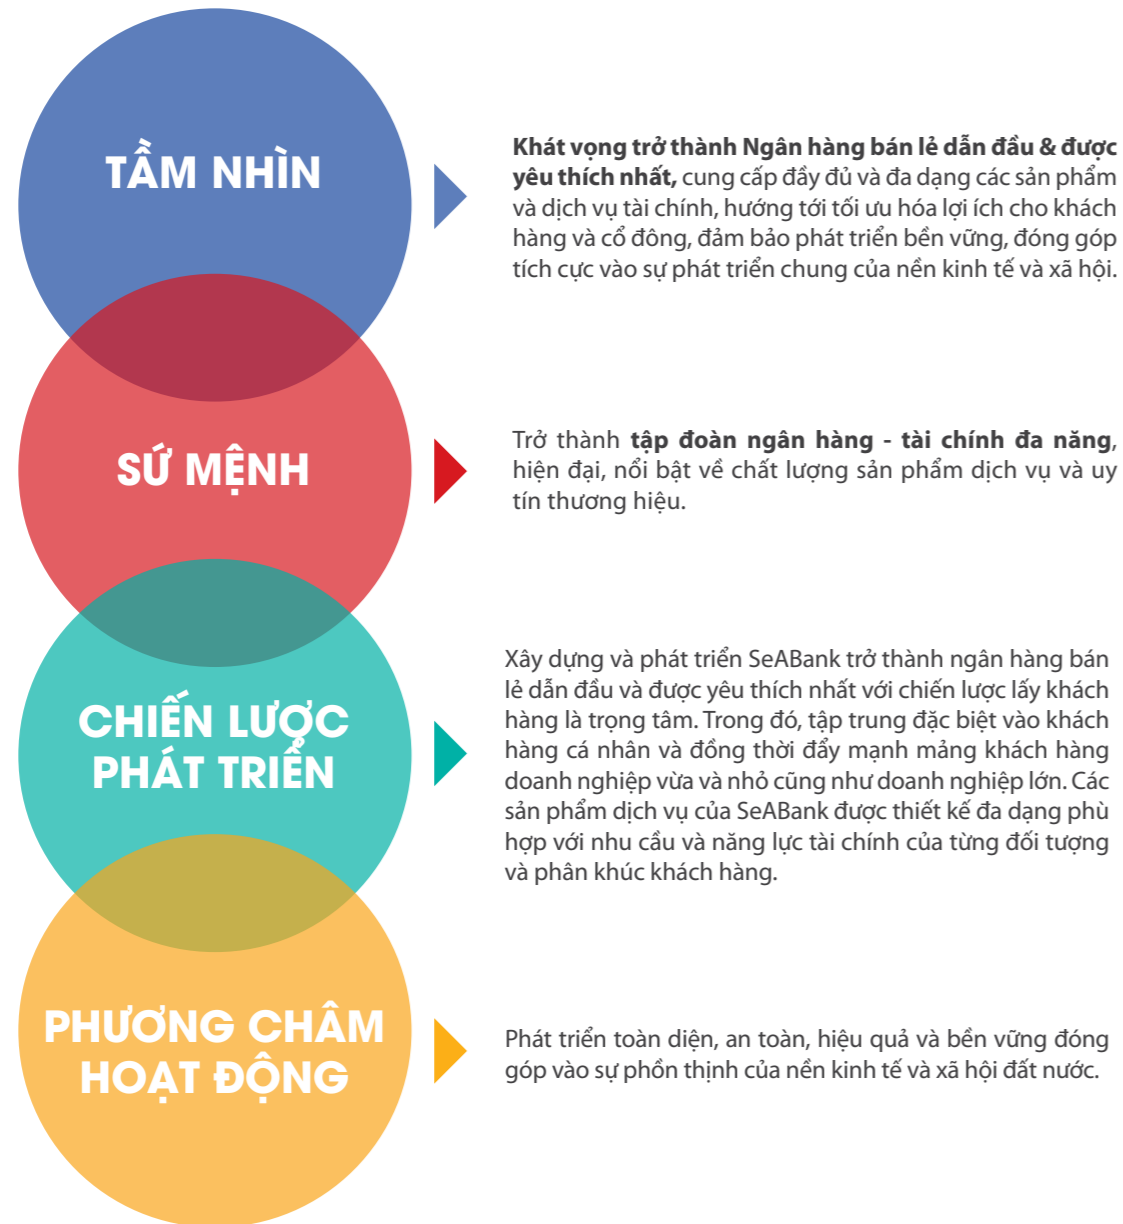 TẦM NHÌN
Khát vọng trở thành Ngân hàng bán lẻ dẫn đầu & được
yêu thích nhất, cung cấp đầy đủ và đa dạng các sản phẩm
và dịch vụ tài chính, hướng tới tối ưu hóa lợi ích cho khách
hàng và cổ đông, đảm bảo phát triển bền vững, đóng góp
tích cực vào sự phát triển chung của nền kinh tế và xã hội.
SỨ MỆNH
Trở thành tập đoàn ngân hàng - tài chính đa năng,
hiện đại, nổi bật về chất lượng sản phẩm dịch vụ và uy
tín thương hiệu.
CHIẾN LƯỢC
PHÁT TRIỂN
Xây dựng và phát triển SeABank trở thành ngân hàng bán
lẻ dẫn đầu và được yêu thích nhất với chiến lược lấy khách
hàng là trọng tâm. Trong đó, tập trung đặc biệt vào khách
hàng cá nhân và đồng thời đẩy mạnh mảng khách hàng
doanh nghiệp vừa và nhỏ cũng như doanh nghiệp lớn. Các
sản phẩm dịch vụ của SeABank được thiết kế đa dạng phù
hợp với nhu cầu và năng lực tài chính của từng đối tượng
và phân khúc khách hàng.
PHƯƠNG CHÂM
HOẠT ĐỘNG
Phát triển toàn diện, an toàn, hiệu quả và bền vững đóng
góp vào sự phồn thịnh của nền kinh tế và xã hội đất nước.